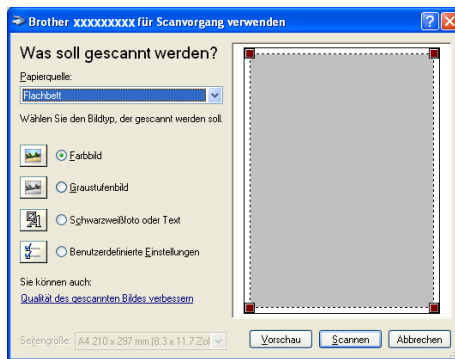 Brother xxxxxxxxx für Scanvorgang verwenden
Was soll gescannt werden?
Papierquelle:
Flachbett
Wählen Sie den Bildtyp, der gescannt werden soll.
Farbbild
Graustufenbild
Schwarzweißfoto oder Text
Benutzerdefinierte Einstellungen
Sie können auch:
Qualität des gescannten Bildes verbessern
Seitengröße: A4 210 x 297 mm (8.3 x 11.7 Zol
Vorschau Scannen Abbrechen